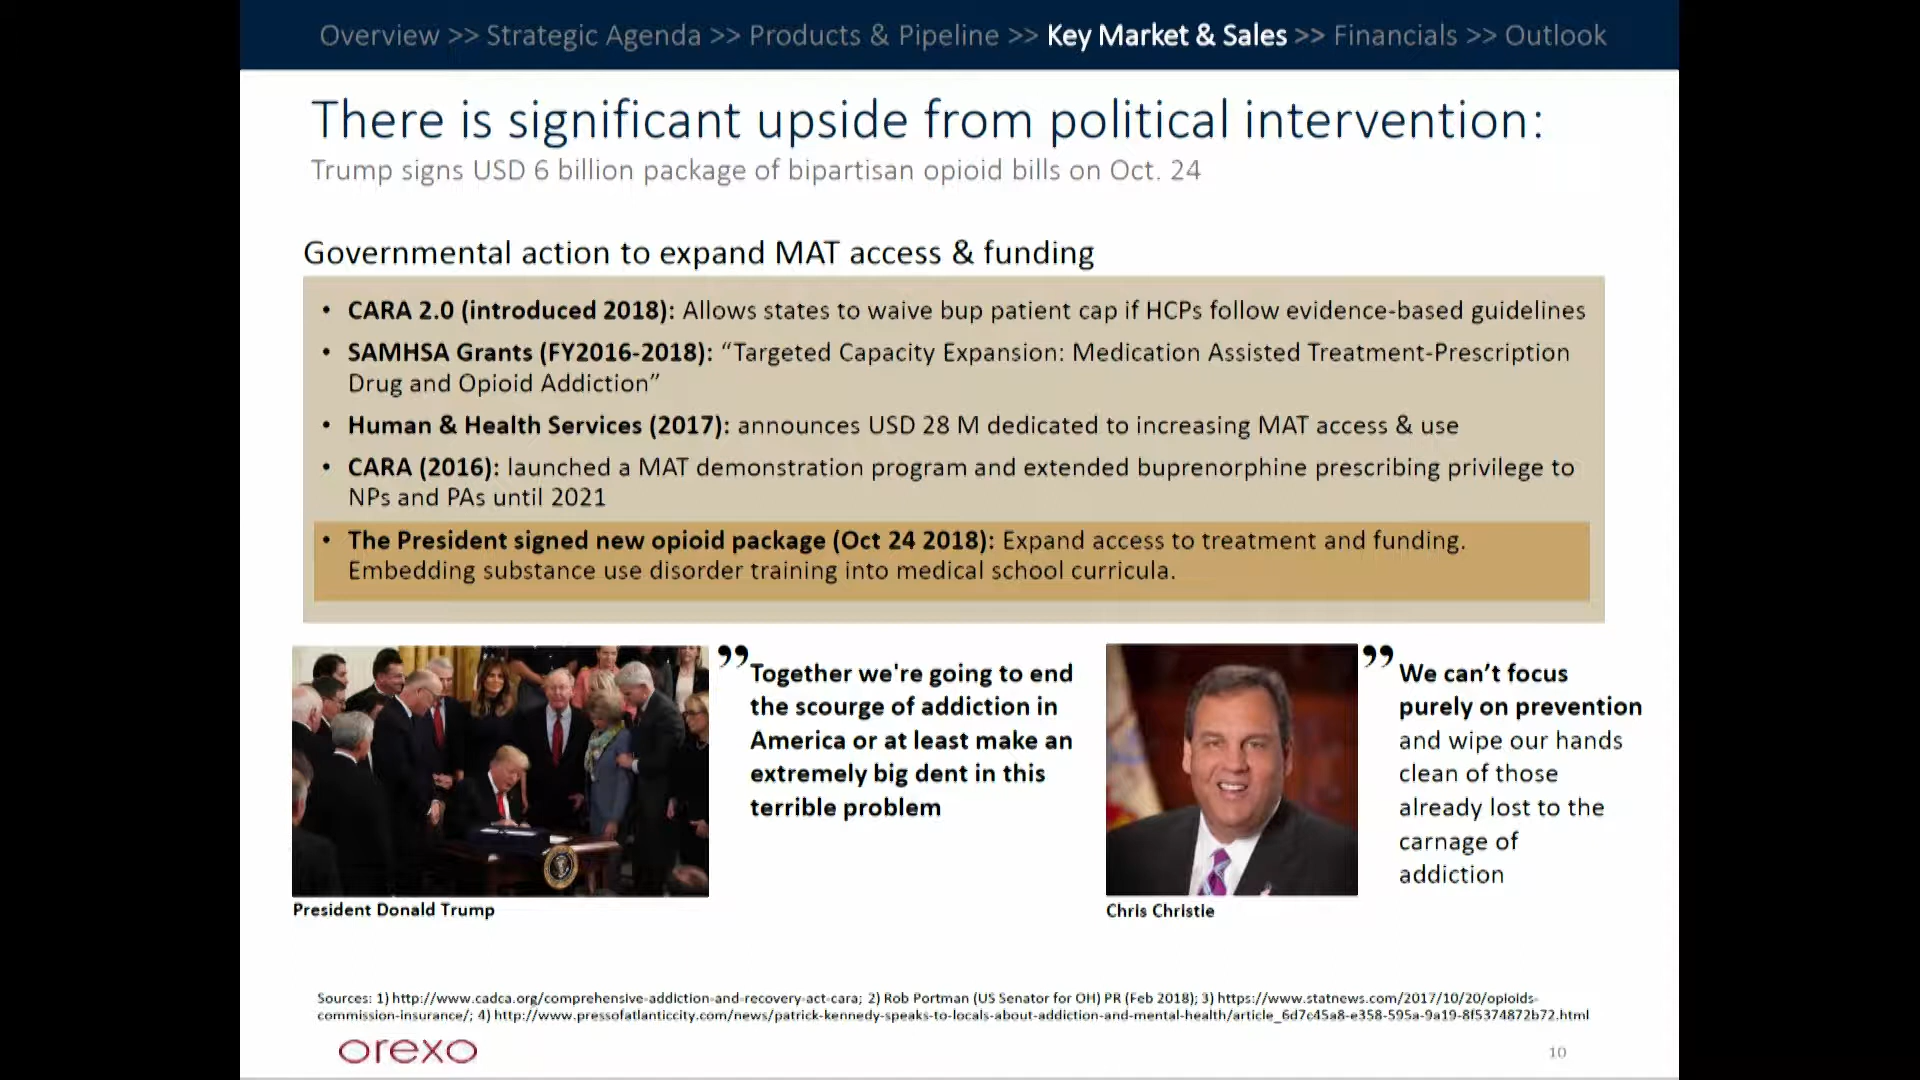 Overview >> Strategic Agenda >> Products & Pipeline >> Key Market & Sales >> Financials >> Outlook
There is significant upside from political intervention:
Trump signs USD 6 billion package of bipartisan opioid bills on Oct. 24
Governmental action to expand MAT access & funding
• CARA 2.0 (introduced 2018): Allows states to waive bup patient cap if HCPs follow evidence-based guidelines
• SAMHSA Grants (FY2016-2018): “Targeted Capacity Expansion: Medication Assisted Treatment-Prescription
Drug and Opioid Addiction”
• Human & Health Services (2017): announces USD 28 M dedicated to increasing MAT access & use
• CARA (2016): launched a MAT demonstration program and extended buprenorphine prescribing privilege to
NPs and PAs until 2021
• The President signed new opioid package (Oct 24 2018): Expand access to treatment and funding.
Embedding substance use disorder training into medical school curricula.
”Together we're going to end
the scourge of addiction in
America or at least make an
extremely big dent in this
terrible problem
President Donald Trump
”We can’t focus
purely on prevention
and wipe our hands
clean of those
already lost to the
carnage of
addiction
Chris Christie
Sources: 1) http://www.cadca.org/comprehensive-addiction-and-recovery-act-cara; 2) Rob Portman (US Senator for OH) PR (Feb 2018); 3) https://www.statnews.com/2017/10/20/opioids-
commission-insurance/; 4) http://www.pressofatlanticcity.com/news/patrick-kennedy-speaks-to-locals-about-addiction-and-mental-health/article_6d7c45a8-e358-595a-9a19-8f5374872b72.html
orexo
10